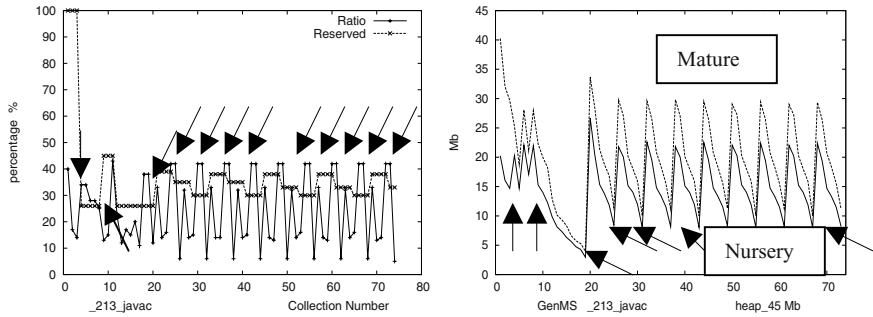 percentage %
100
90
80
70
60
50
40
30
20
10
0
Ratio
Reserved
0 10 20 30 40 50 60 70 80
_213_javac Collection Number
Mb
45
40
35
30
25
20
15
10
5
0
Mature
Nursery
0 10 20 30 40 50 60 70
GenMS _213_javac heap_45 Mb